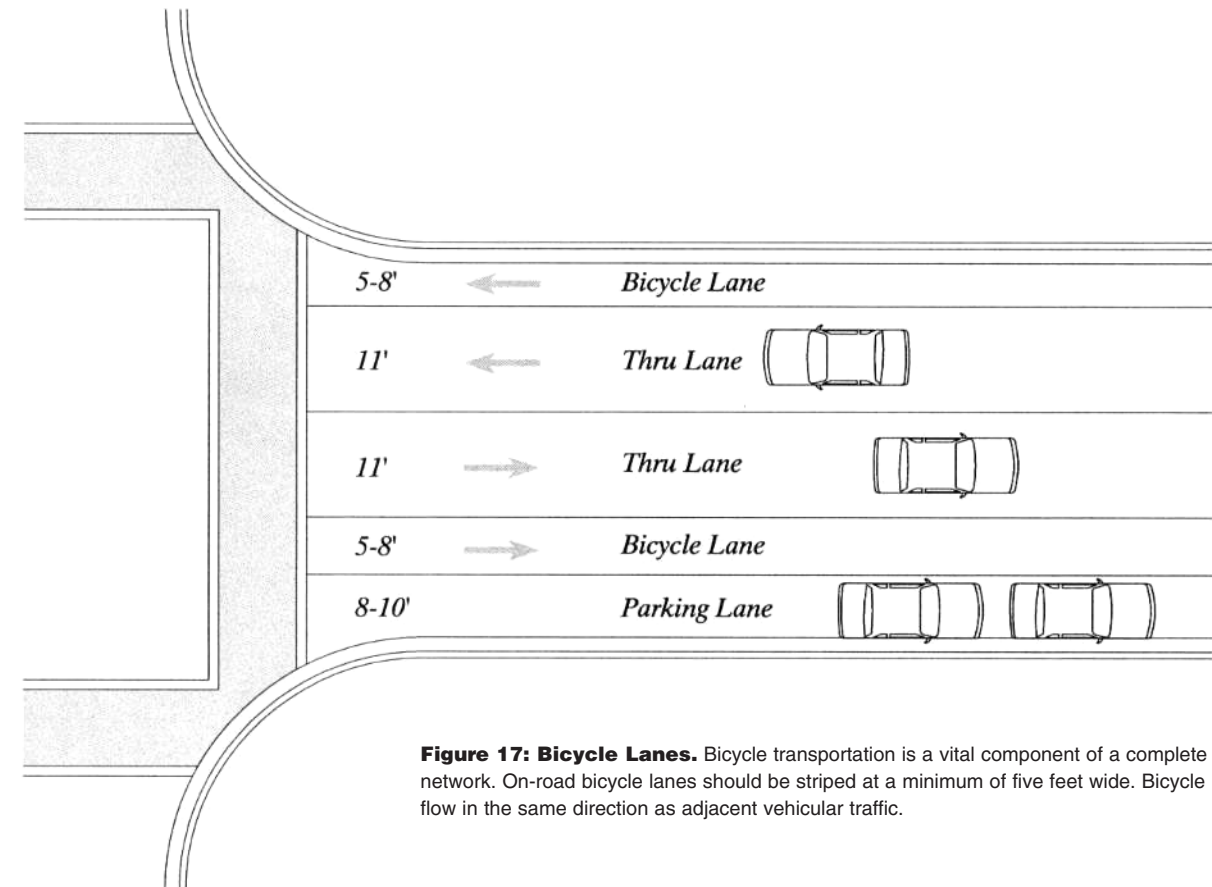 5-8' Bicycle Lane
11' Thru Lane
11' Thru Lane
5-8' Bicycle Lane
8-10' Parking Lane
Figure 17: Bicycle Lanes. Bicycle transportation is a vital component of a complete
network. On-road bicycle lanes should be striped at a minimum of five feet wide. Bicycle
flow in the same direction as adjacent vehicular traffic.